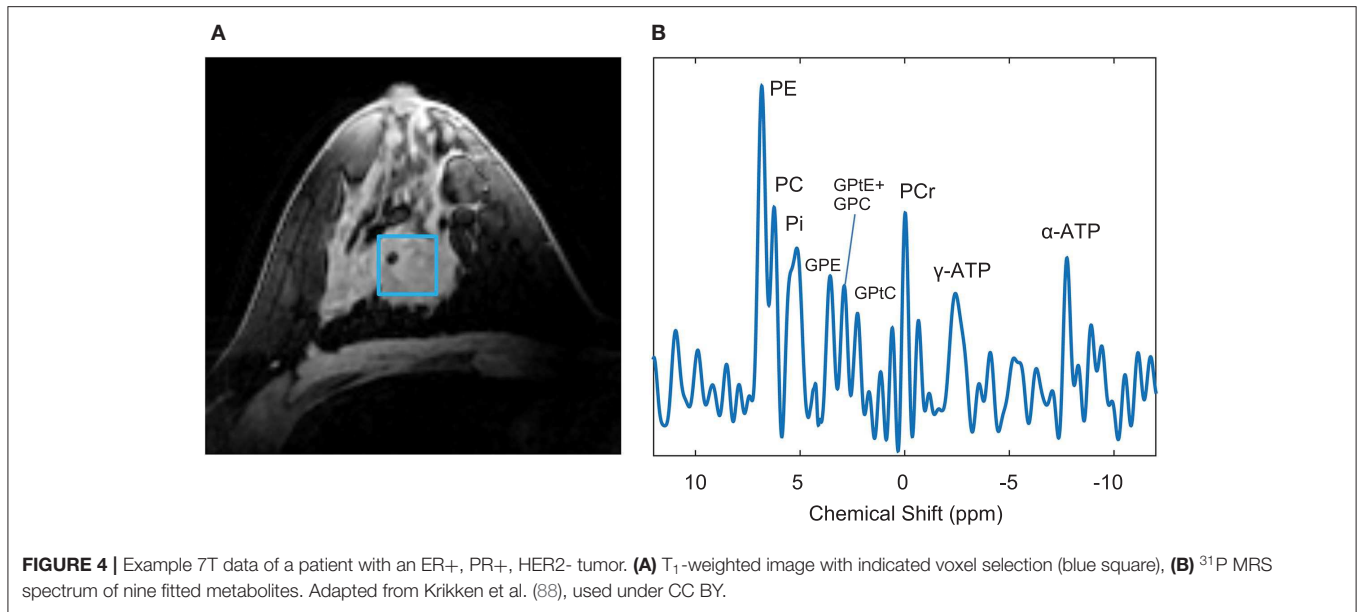 A
B
PE
PC
Pi
GPE
GPtE+
GPC
GPtC
PCr
γ-ATP
α-ATP
10 5 0 -5 -10
Chemical Shift (ppm)
FIGURE 4 | Example 7T data of a patient with an ER+, PR+, HER2- tumor. (A) T₁-weighted image with indicated voxel selection (blue square), (B) ³¹P MRS
spectrum of nine fitted metabolites. Adapted from Krikken et al. (88), used under CC BY.